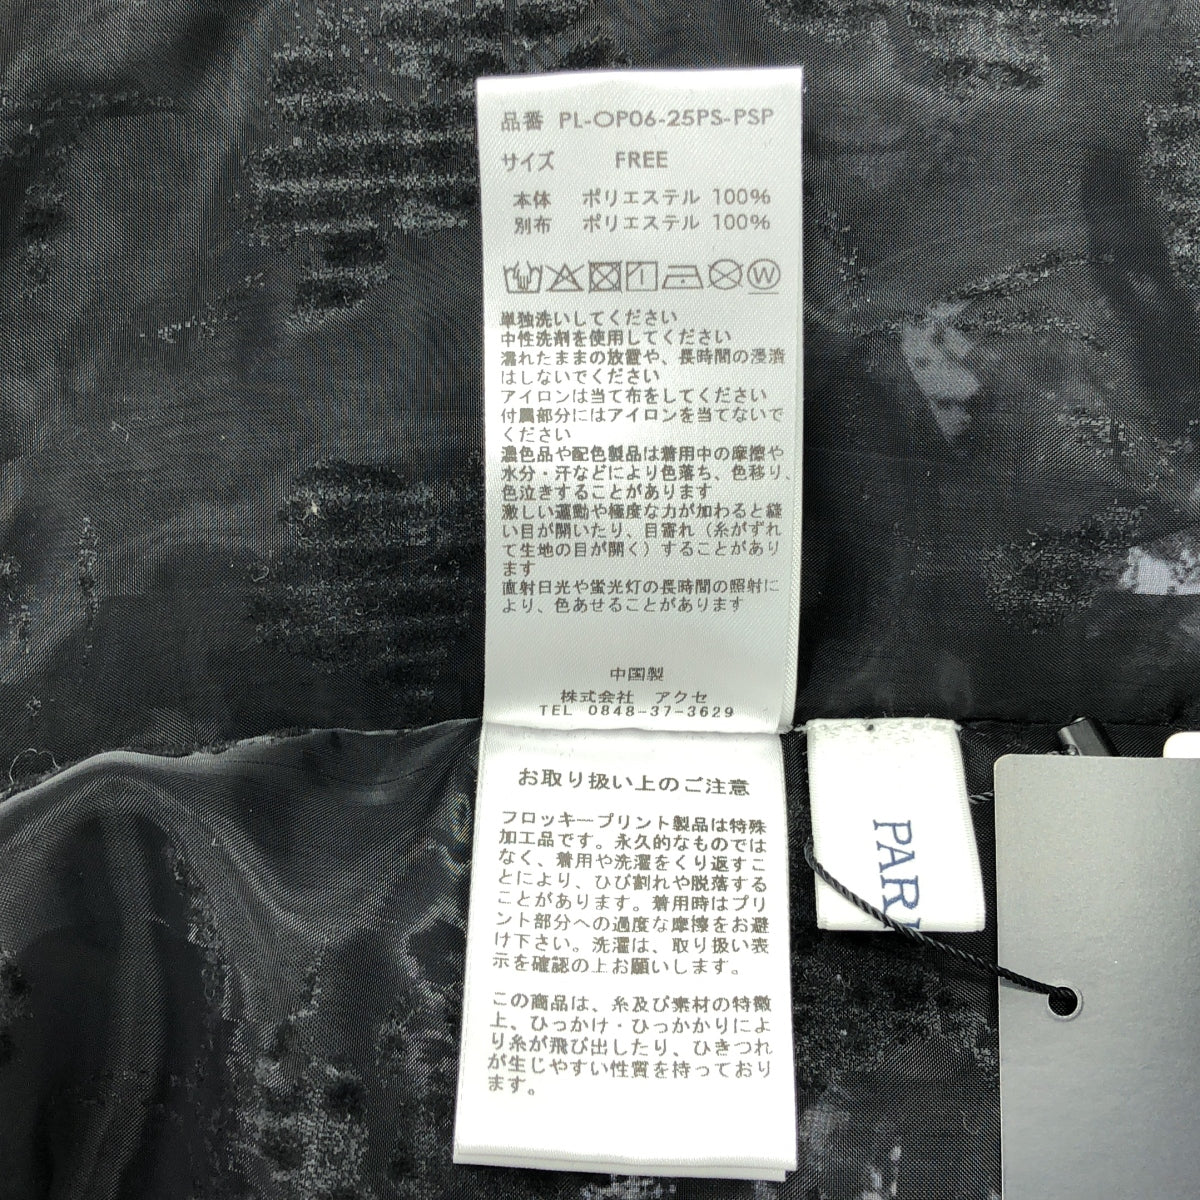 品番 PL-OP06-25PS-PSP
サイズ FREE
本体 ポリエステル 100%
別布 ポリエステル 100%
W
単独洗いしてください
中性洗剤を使用してください
濡れたままの放置や、長時間の浸漬
はしないでください
アイロンは当て布をしてください
付属部分にはアイロンを当てないで
ください
濃色品や配色製品は着用中の摩擦や
水分・汗などにより色落ち、色移り、
色泣きすることがあります
激しい運動や極度な力が加わると縫
い目が開いたり、目寄れ（糸がずれ
て生地の目が開く）することがあり
ます
直射日光や蛍光灯の長時間の照射に
より、色あせることがあります
中国製
株式会社 アクセ
TEL 0848-37-3629
お取り扱い上のご注意
フロッキープリント製品は特殊
加工品です。永久的なものでは
なく、着用や洗濯をくり返すこ
とにより、ひび割れや脱落する
ことがあります。着用時はプリ
ント部分への過度な摩擦をお避
け下さい。洗濯は、取り扱い表
示を確認の上お願いします。
この商品は、糸及び素材の特徴
上、ひっかけ・ひっかかりによ
り糸が飛び出したり、ひきつれ
が生じやすい性質を持っており
ます。